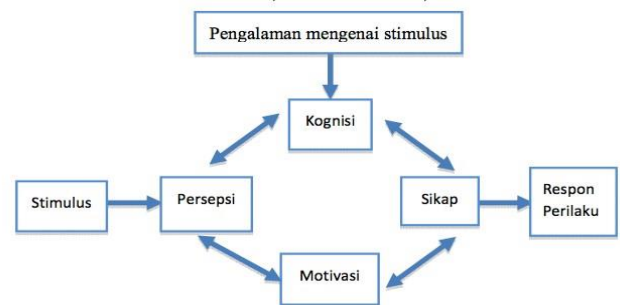 Pengalaman mengenai stimulus
Kognisi
Stimulus
Persepsi
Sikap
Respon
Perilaku
Motivasi